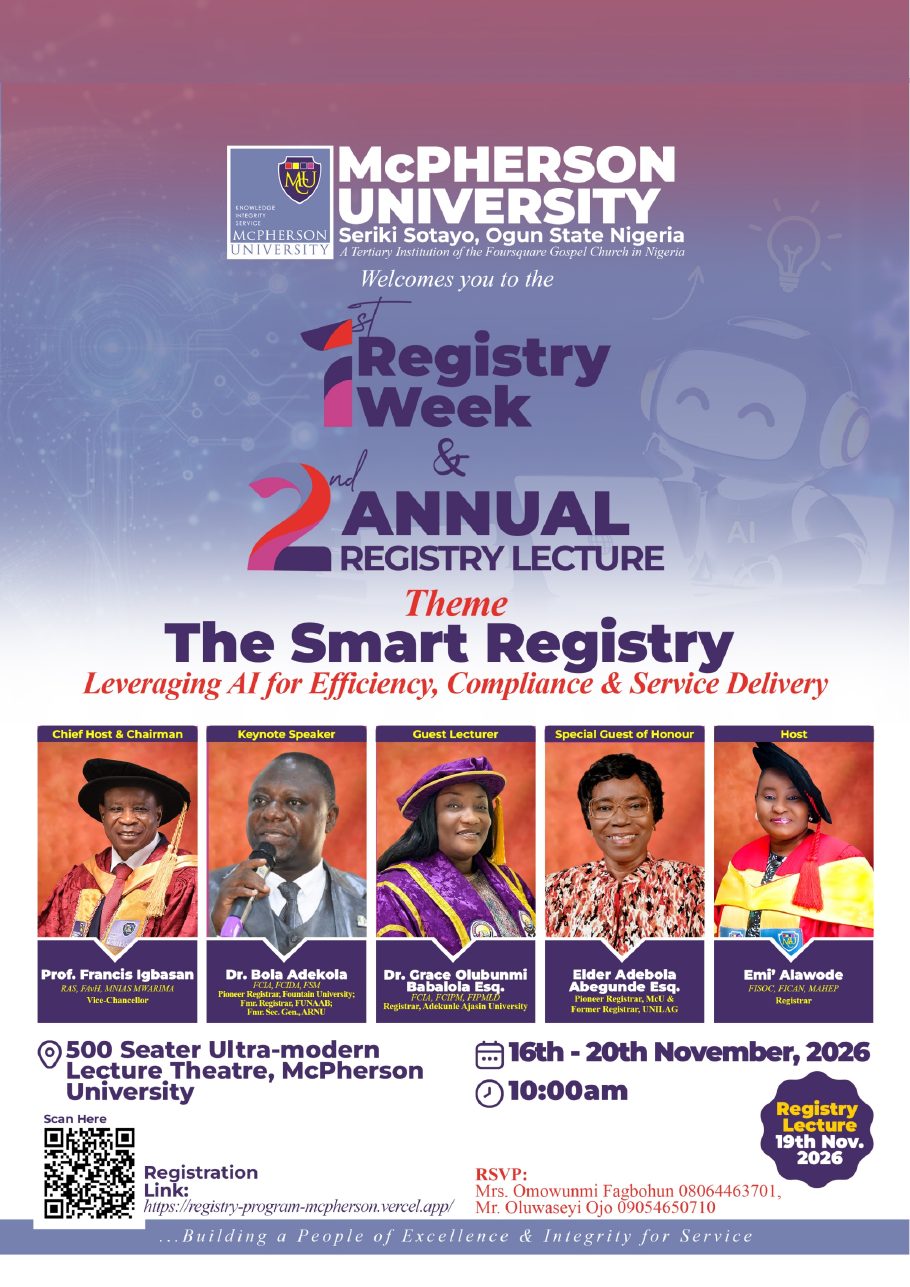 KNOWLEDGE
INTEGRITY
SERVICE
McPHERSON
UNIVERSITY
McPHERSON
UNIVERSITY
Seriki Sotayo, Ogun State Nigeria
A Tertiary Institution of the Foursquare Gospel Church in Nigeria
Welcomes you to the
1st Registry
Week
&
2nd ANNUAL
REGISTRY LECTURE
AI
Theme
The Smart Registry
Leveraging AI for Efficiency, Compliance & Service Delivery
Chief Host & Chairman
Prof. Francis Igbasan
RAS, FAvH, MNIAS MWARIMA
Vice-Chancellor
Keynote Speaker
Dr. Bola Adekola
FCIA, FCIDA, FSM
Pioneer Registrar, Fountain University;
Fmr. Registrar, FUNAAB;
Fmr. Sec. Gen., ARNU
Guest Lecturer
Dr. Grace Olubunmi
Babalola Esq.
FCIA, FCIPM, FIPMLD
Registrar, Adekunle Ajasin University
Special Guest of Honour
Elder Adebola
Abegunde Esq.
Pioneer Registrar, McU &
Former Registrar, UNILAG
Host
Emi’ Alawode
FISOC, FICAN, MAHEP
Registrar
500 Seater Ultra-modern
Lecture Theatre, McPherson
University
16th - 20th November, 2026
10:00am
Registry
Lecture
19th Nov.
2026
Scan Here
Registration
Link:
https://registry-program-mcpherson.vercel.app/
RSVP:
Mrs. Omowunmi Fagbohun 08064463701,
Mr. Oluwaseyi Ojo 09054650710
...Building a People of Excellence & Integrity for Service